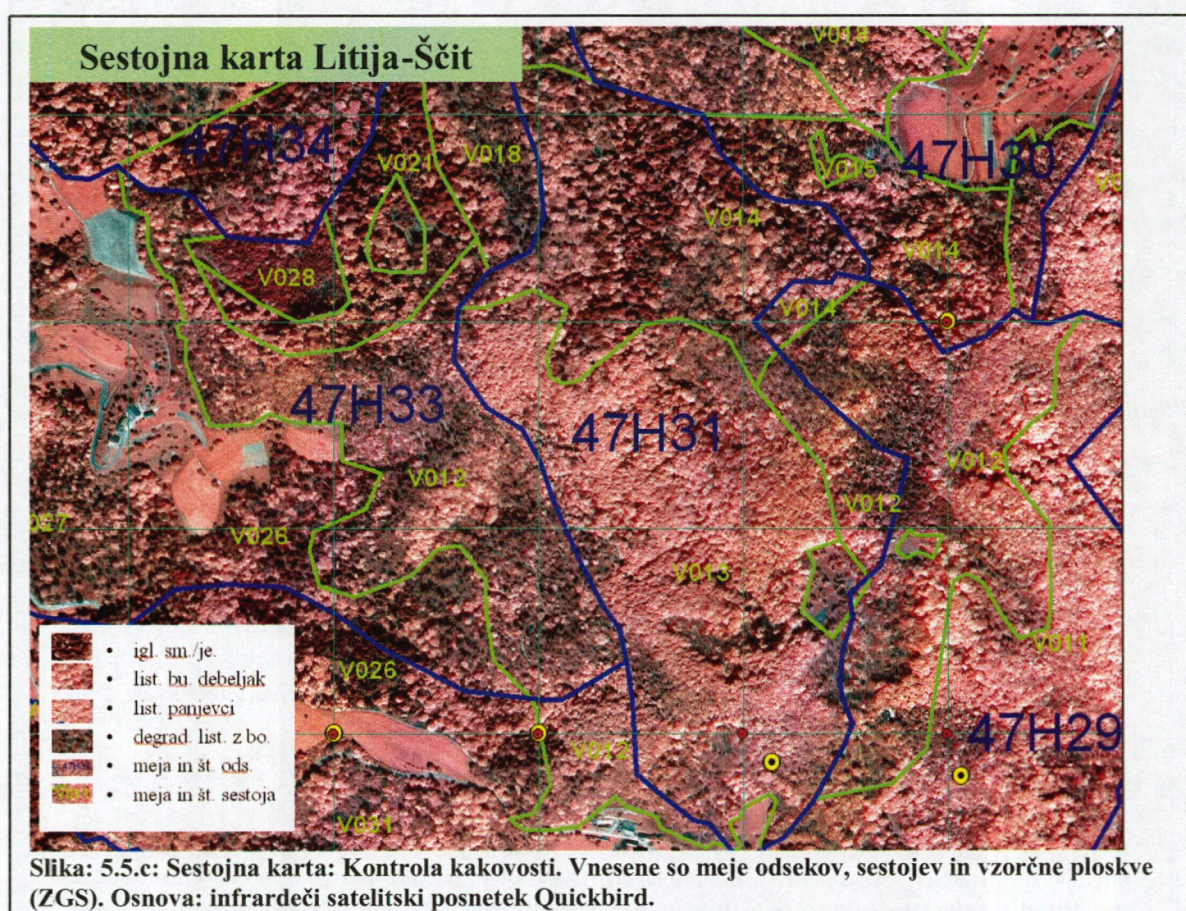 Sestojna karta Litija-Ščit
V018
47H34
V021
V018
47H30
V015
V014
V014
V028
V014
47H33
47H31
V012
V012
V012
V027
V026
V013
V011
V026
V012
47H29
V031
• igl. sm./je.
• list. bu. debeljak
• list. panjevci
• degrad. list. z bo.
• meja in št. ods.
• meja in št. sestoja
Slika: 5.5.c: Sestojna karta: Kontrola kakovosti. Vnesene so meje odsekov, sestojev in vzorčne ploskve
(ZGS). Osnova: infrardeči satelitski posnetek Quickbird.